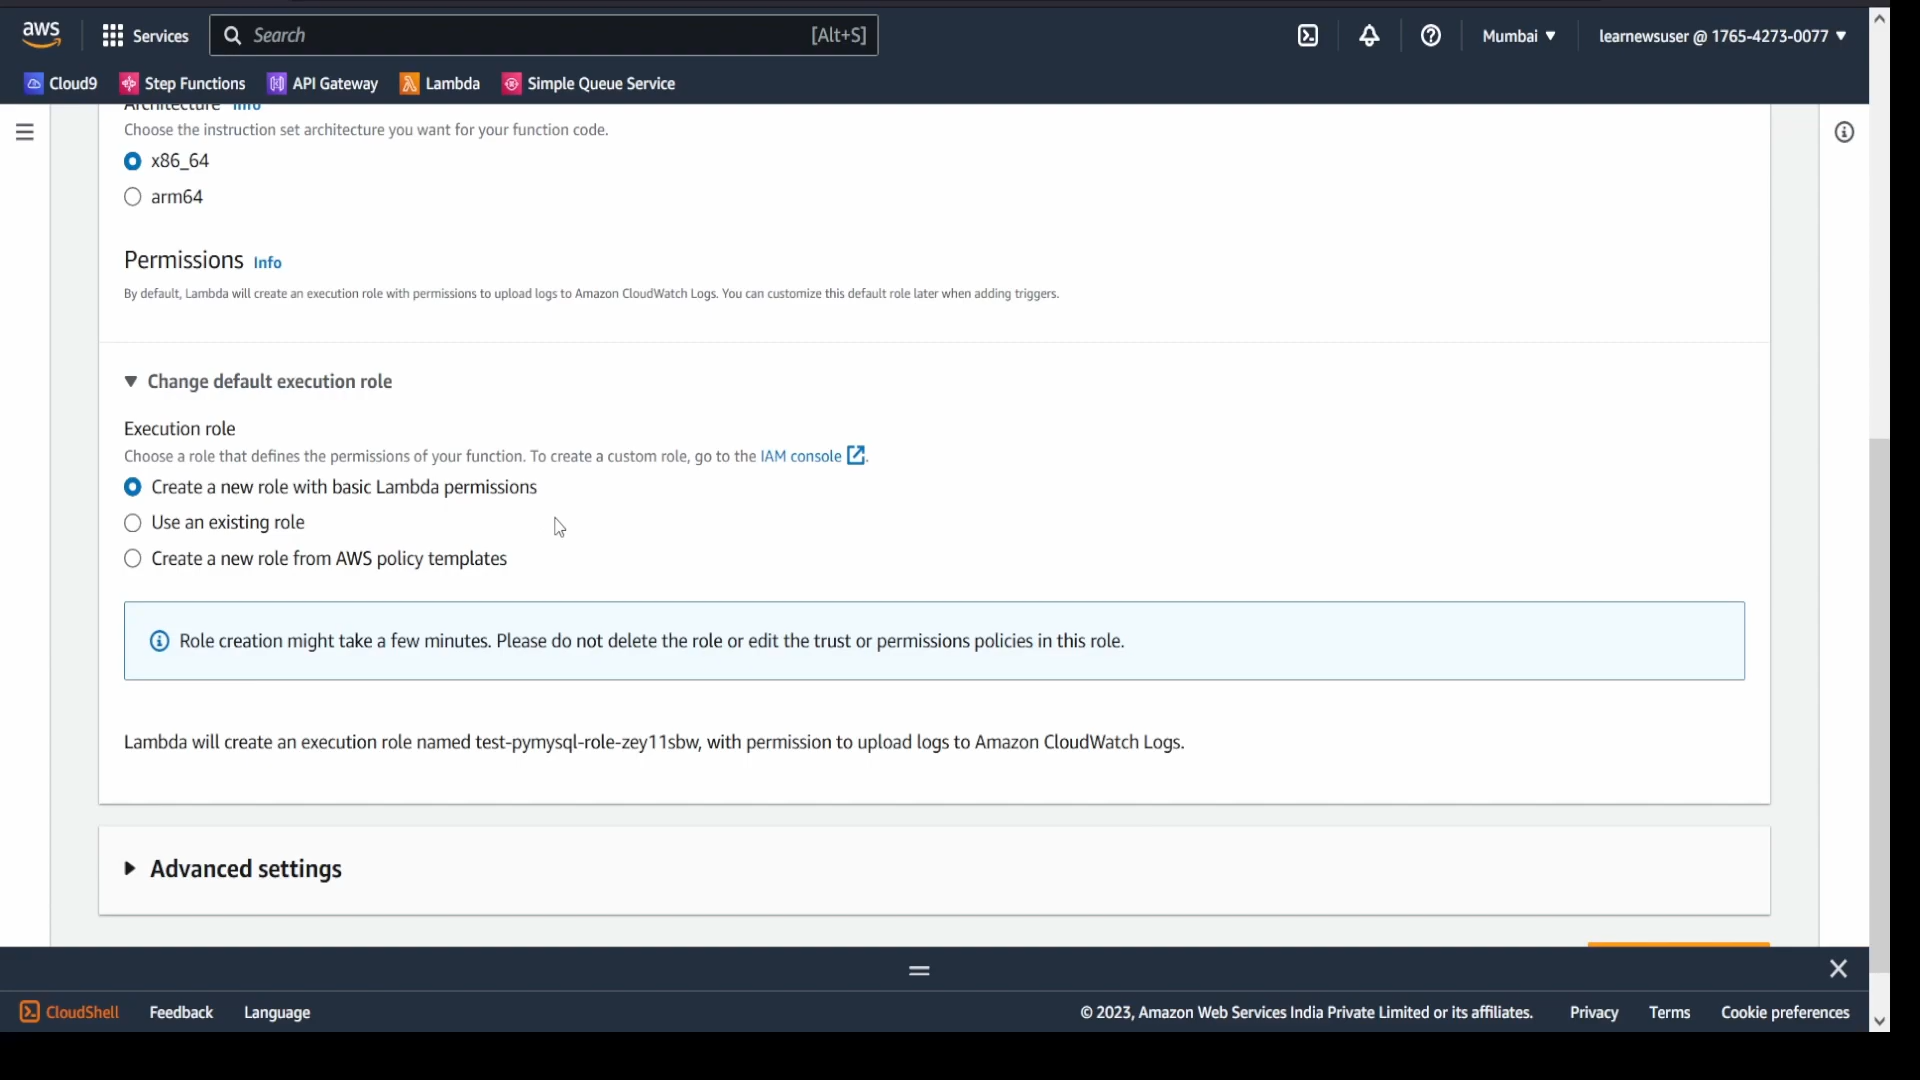 aws
Services
Search
[Alt+S]
Mumbai ▼
learnewsuser @ 1765-4273-0077 ▼
Cloud9
Step Functions
API Gateway
Lambda
Simple Queue Service
Architecture Info
Choose the instruction set architecture you want for your function code.
x86_64
arm64
Permissions Info
By default, Lambda will create an execution role with permissions to upload logs to Amazon CloudWatch Logs. You can customize this default role later when adding triggers.
▼ Change default execution role
Execution role
Choose a role that defines the permissions of your function. To create a custom role, go to the IAM console.
Create a new role with basic Lambda permissions
Use an existing role
Create a new role from AWS policy templates
Role creation might take a few minutes. Please do not delete the role or edit the trust or permissions policies in this role.
Lambda will create an execution role named test-pymysql-role-zey11sbw, with permission to upload logs to Amazon CloudWatch Logs.
Advanced settings
CloudShell
Feedback
Language
© 2023, Amazon Web Services India Private Limited or its affiliates.
Privacy
Terms
Cookie preferences